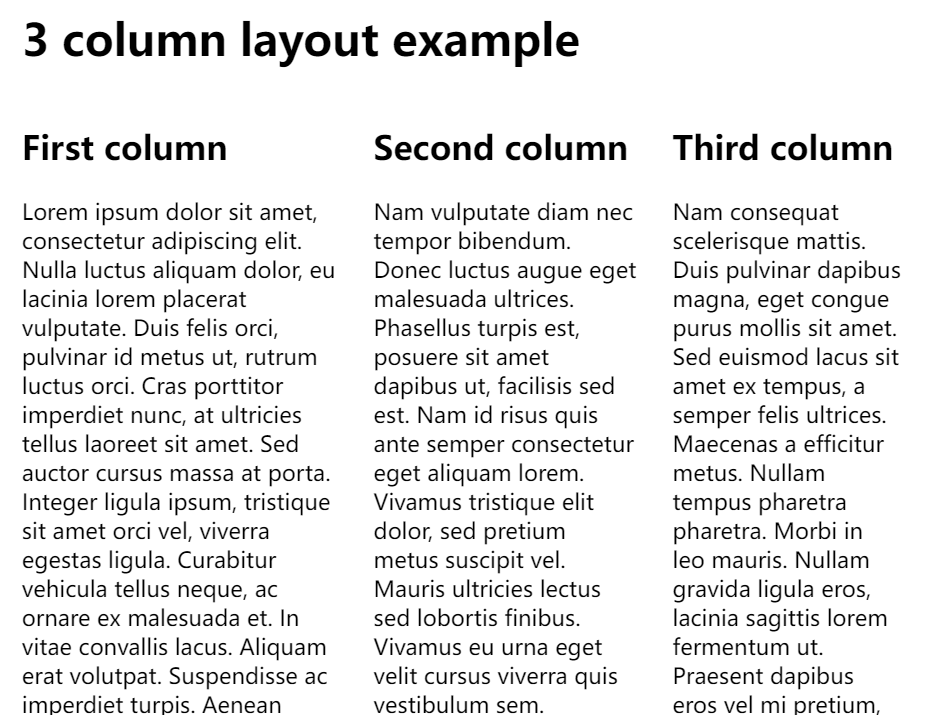 3 column layout example
First column
Lorem ipsum dolor sit amet,
consectetur adipiscing elit.
Nulla luctus aliquam dolor, eu
lacinia lorem placerat
vulputate. Duis felis orci,
pulvinar id metus ut, rutrum
luctus orci. Cras porttitor
imperdiet nunc, at ultricies
tellus laoreet sit amet. Sed
auctor cursus massa at porta.
Integer ligula ipsum, tristique
sit amet orci vel, viverra
egestas ligula. Curabitur
vehicula tellus neque, ac
ornare ex malesuada et. In
vitae convallis lacus. Aliquam
erat volutpat. Suspendisse ac
imperdiet turpis. Aenean
Second column
Nam vulputate diam nec
tempor bibendum.
Donec luctus augue eget
malesuada ultrices.
Phasellus turpis est,
posuere sit amet
dapibus ut, facilisis sed
est. Nam id risus quis
ante semper consectetur
eget aliquam lorem.
Vivamus tristique elit
dolor, sed pretium
metus suscipit vel.
Mauris ultricies lectus
sed lobortis finibus.
Vivamus eu urna eget
velit cursus viverra quis
vestibulum sem.
Third column
Nam consequat
scelerisque mattis.
Duis pulvinar dapibus
magna, eget congue
purus mollis sit amet.
Sed euismod lacus sit
amet ex tempus, a
semper felis ultrices.
Maecenas a efficitur
metus. Nullam
tempus pharetra
pharetra. Morbi in
leo mauris. Nullam
gravida ligula eros,
lacinia sagittis lorem
fermentum ut.
Praesent dapibus
eros vel mi pretium,